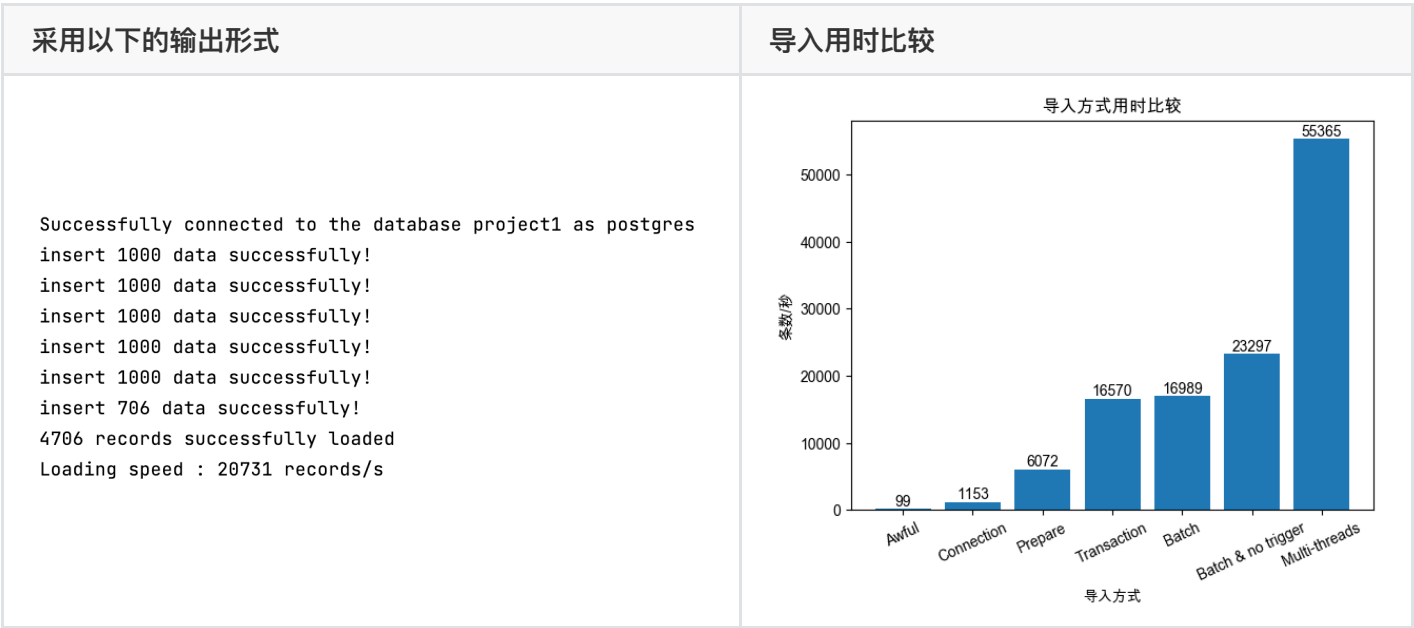 采用以下的输出形式
导入用时比较
Successfully connected to the database project1 as postgres
insert 1000 data successfully!
insert 1000 data successfully!
insert 1000 data successfully!
insert 1000 data successfully!
insert 1000 data successfully!
insert 706 data successfully!
4706 records successfully loaded
Loading speed : 20731 records/s
导入方式用时比较
条数/秒
50000
40000
30000
20000
10000
0
99
1153
6072
16570
16989
23297
55365
Awful
Connection
Prepare
Transaction
Batch
Batch & no trigger
Multi-threads
导入方式